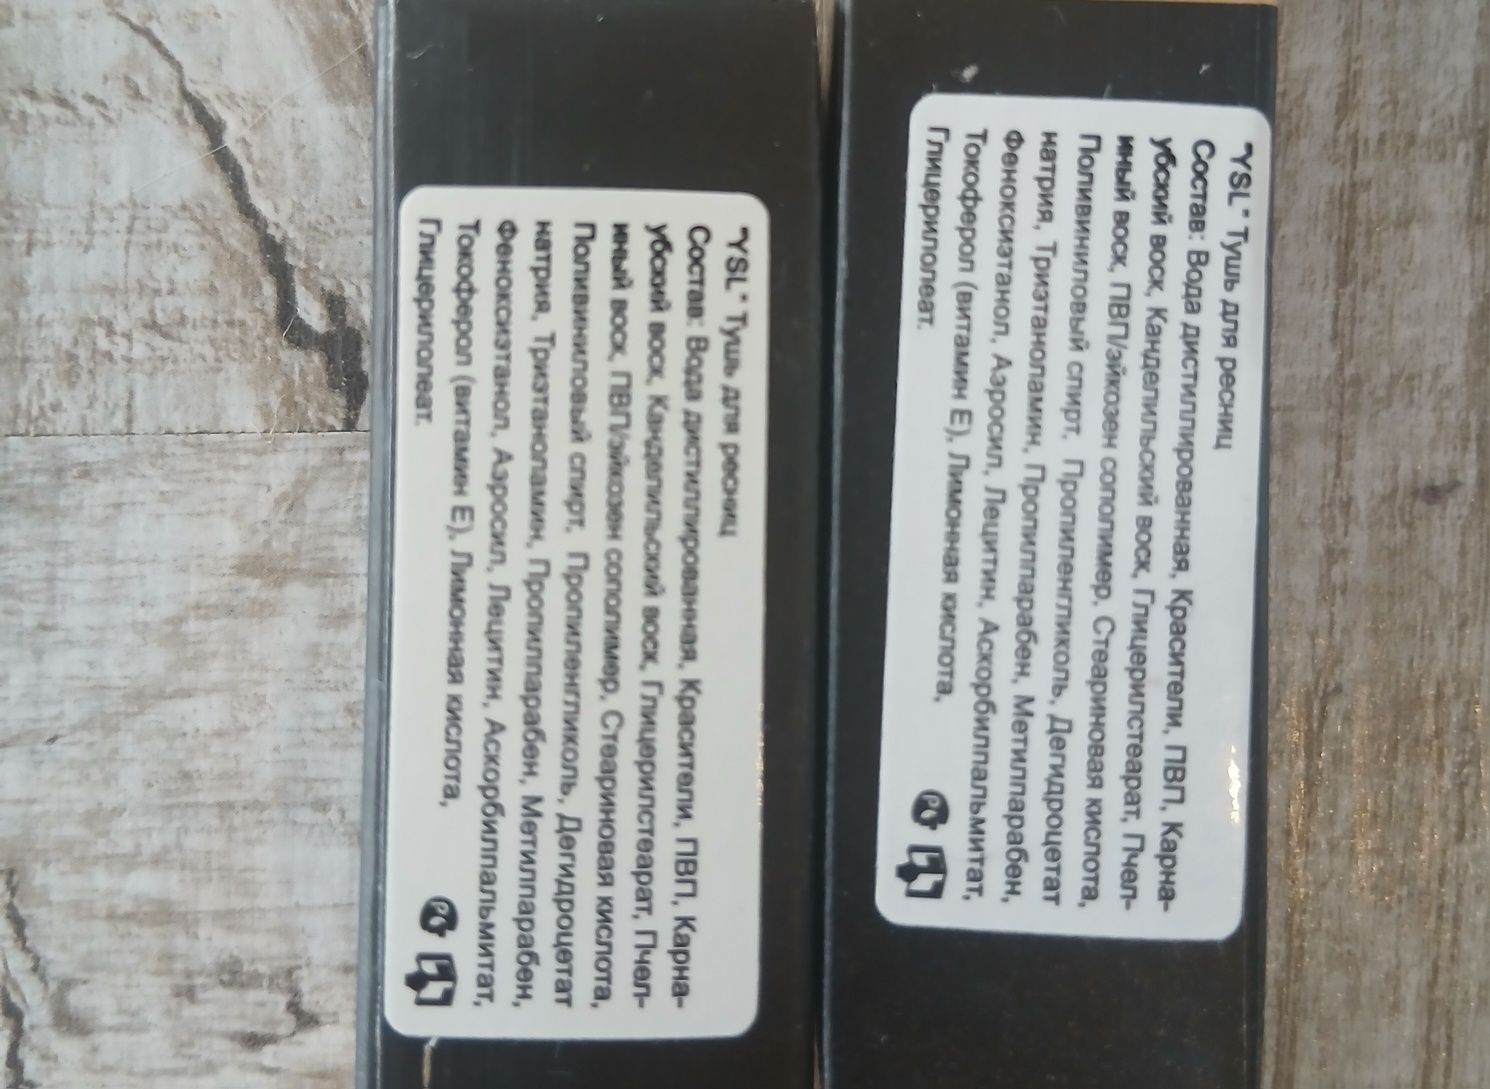 "YSL" Тушь для ресниц
Состав: Вода дистиллированная, Красители, ПВП, Карна-
убский воск, Канделильский воск, Глицерилстеарат, Пчел-
иный воск, ПВП/эйкозен сополимер, Стеариновая кислота,
Поливиниловый спирт, Пропиленгликоль, Дегидроцетат
натрия, Триэтаноламин, Пропилпарабен, Метилпарабен,
Феноксиэтанол, Аэросил, Лецитин, Аскорбилпальмитат,
Токоферол (витамин Е), Лимонная кислота,
Глицерилолеат.
"YSL" Тушь для ресниц
Состав: Вода дистиллированная, Красители, ПВП, Карна-
убский воск, Канделильский воск, Глицерилстеарат, Пчел-
иный воск, ПВП/эйкозен сополимер, Стеариновая кислота,
Поливиниловый спирт, Пропиленгликоль, Дегидроцетат
натрия, Триэтаноламин, Пропилпарабен, Метилпарабен,
Феноксиэтанол, Аэросил, Лецитин, Аскорбилпальмитат,
Токоферол (витамин Е), Лимонная кислота,
Глицерилолеат.